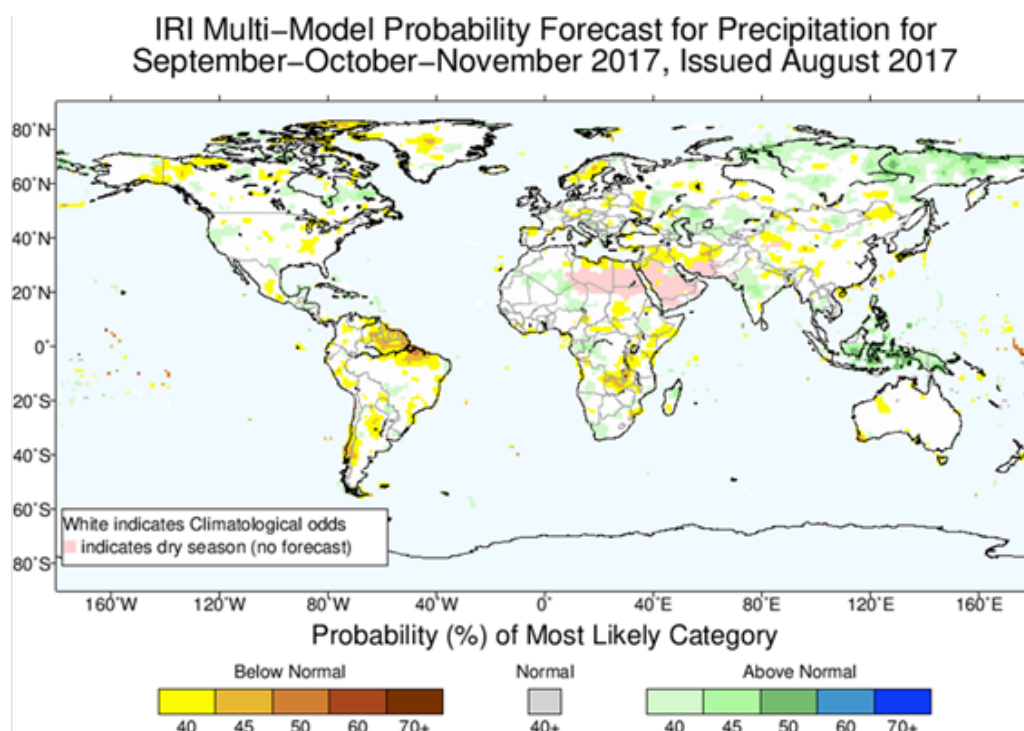 IRI Multi−Model Probability Forecast for Precipitation for
September−October−November 2017, Issued August 2017
80˚N
60˚N
40˚N
20˚N
0˚
20˚S
40˚S
60˚S
80˚S
White indicates Climatological odds
indicates dry season (no forecast)
160˚W 120˚W 80˚W 40˚W 0˚ 40˚E 80˚E 120˚E 160˚E
Probability (%) of Most Likely Category
Below Normal Normal Above Normal
40 45 50 60 70+ 40+ 40 45 50 60 70+